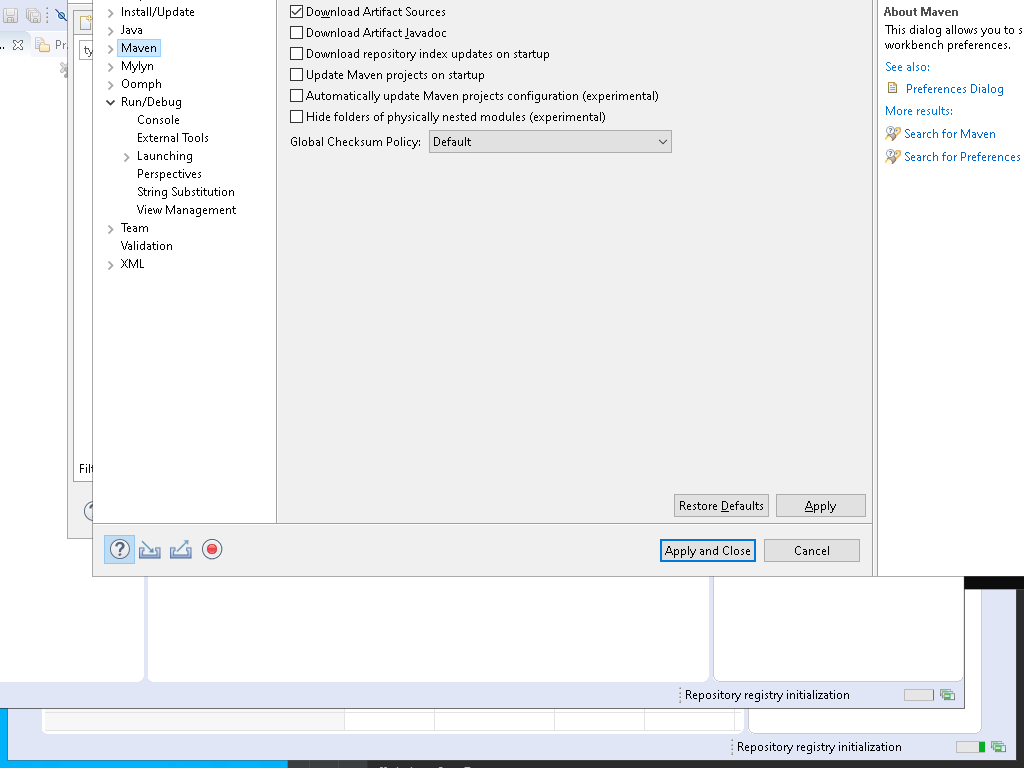 Install/Update
Java
Maven
Mylyn
Oomph
Run/Debug
Console
External Tools
Launching
Perspectives
String Substitution
View Management
Team
Validation
XML
Download Artifact Sources
Download Artifact Javadoc
Download repository index updates on startup
Update Maven projects on startup
Automatically update Maven projects configuration (experimental)
Hide folders of physically nested modules (experimental)
Global Checksum Policy: Default
Restore Defaults Apply
Apply and Close Cancel
About Maven
This dialog allows you to s
workbench preferences.
See also:
Preferences Dialog
More results:
Search for Maven
Search for Preferences
Pr
ty
Filt
Repository registry initialization
Repository registry initialization